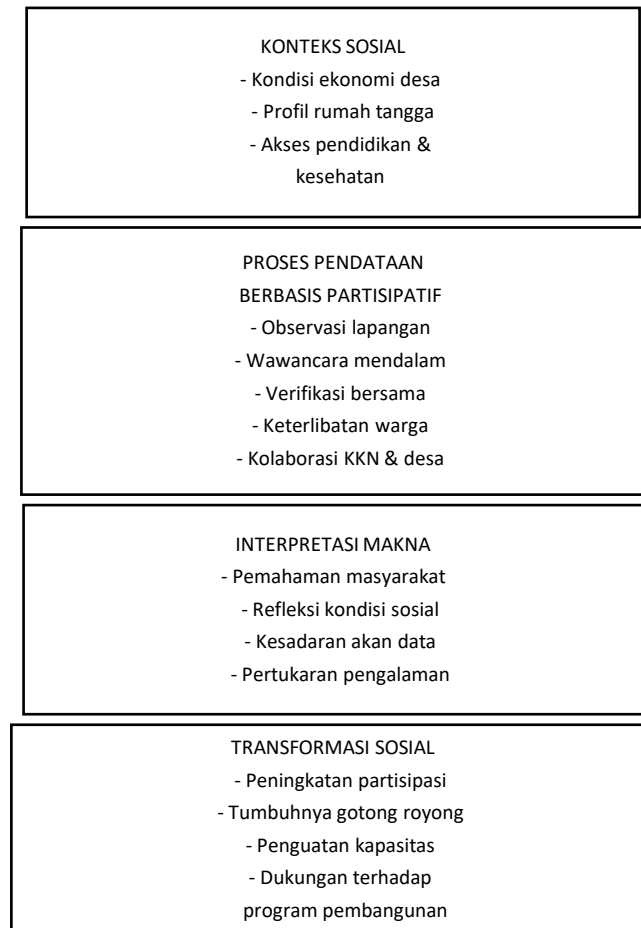 KONTEKS SOSIAL
- Kondisi ekonomi desa
- Profil rumah tangga
- Akses pendidikan &
kesehatan
PROSES PENDATAAN
BERBASIS PARTISIPATIF
- Observasi lapangan
- Wawancara mendalam
- Verifikasi bersama
- Keterlibatan warga
- Kolaborasi KKN & desa
INTERPRETASI MAKNA
- Pemahaman masyarakat
- Refleksi kondisi sosial
- Kesadaran akan data
- Pertukaran pengalaman
TRANSFORMASI SOSIAL
- Peningkatan partisipasi
- Tumbuhnya gotong royong
- Penguatan kapasitas
- Dukungan terhadap
program pembangunan